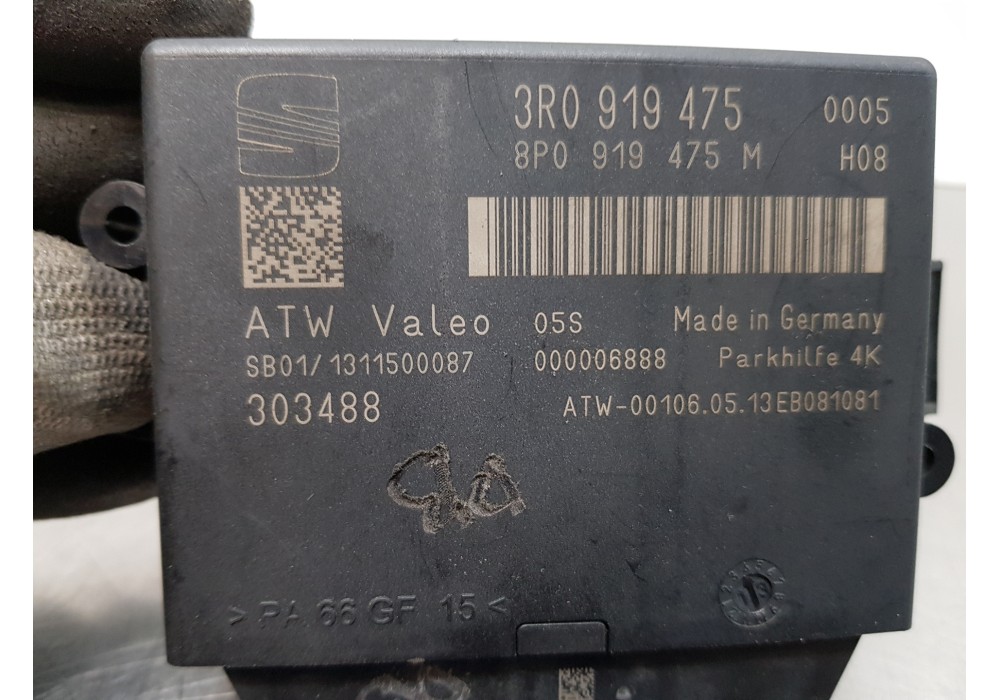 3R0 919 475 0005
8P0 919 475 M H08
ATW Valeo 05S Made in Germany
SB01/1311500087 000006888 Parkhilfe 4K
303488 ATW-00106.05.13EB081081
>PA 66 GF 15<